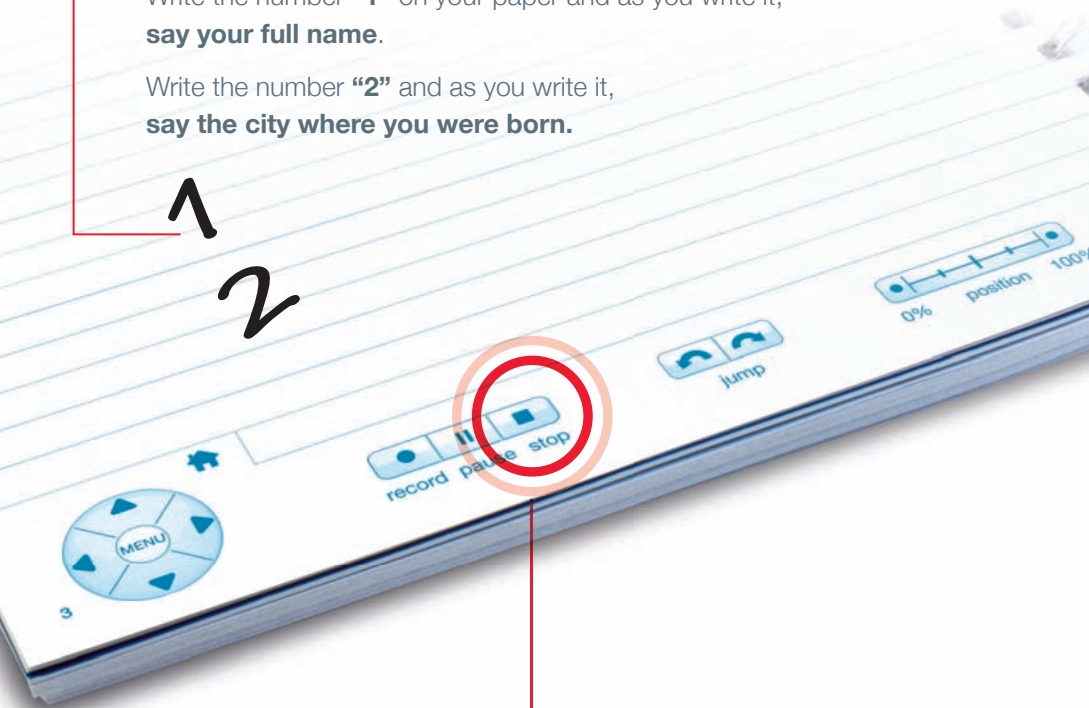 Write the number "1" on your paper and as you write it,
say your full name.
Write the number “2” and as you write it,
say the city where you were born.
1
2
0% position 100%
jump
record pause stop
MENU
3